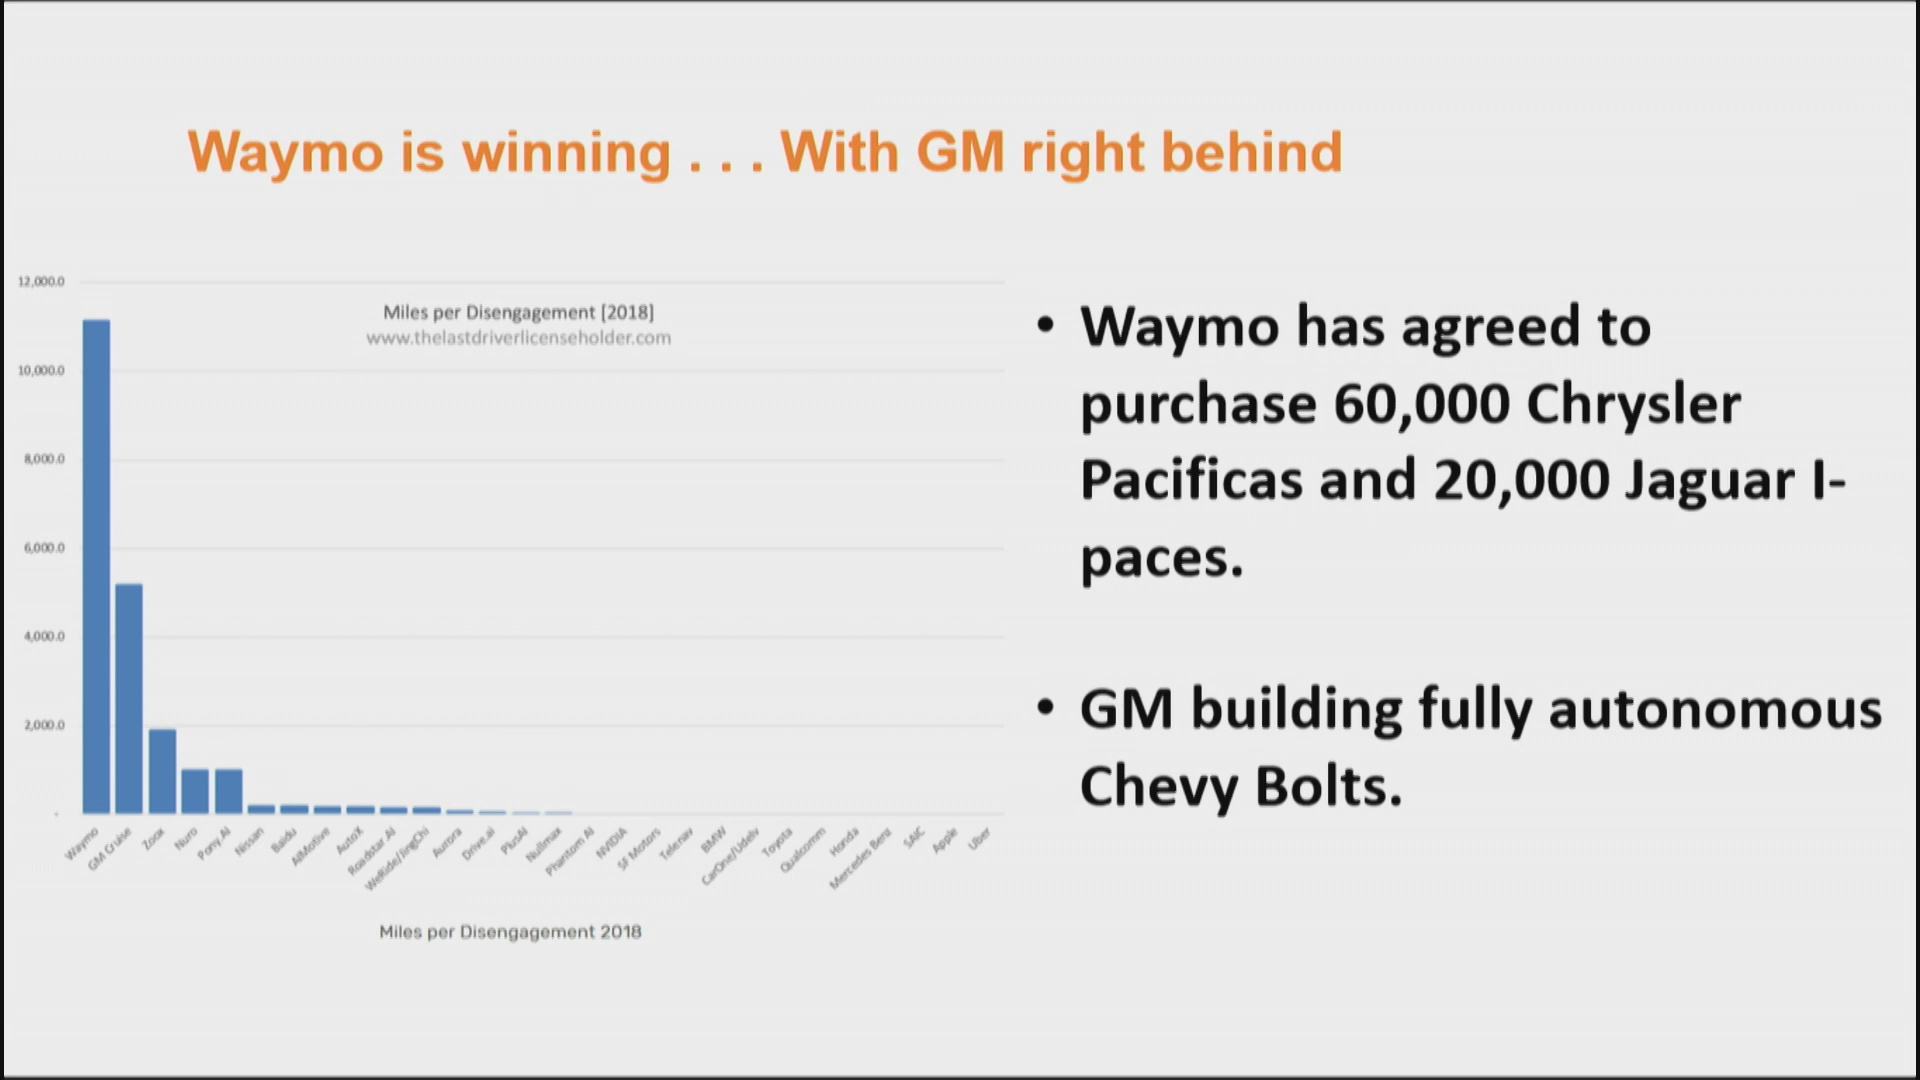 Waymo is winning . . . With GM right behind
12,000.0
10,000.0
8,000.0
6,000.0
4,000.0
2,000.0
-
Miles per Disengagement [2018]
www.thelastdriverlicenseholder.com
Waymo
GM Cruise
Zoox
Nuro
Pony.AI
Nissan
Baidu
AIMotive
AutoX
Roadstar.AI
WeRide/JingChi
Aurora
Drive.ai
PlusAI
Nullmax
Phantom AI
NVIDIA
SF Motors
Telenav
BMW
CarOne/Udelv
Toyota
Qualcomm
Honda
Mercedes Benz
SAIC
Apple
Uber
Miles per Disengagement 2018
• Waymo has agreed to
purchase 60,000 Chrysler
Pacificas and 20,000 Jaguar I-
paces.
• GM building fully autonomous
Chevy Bolts.